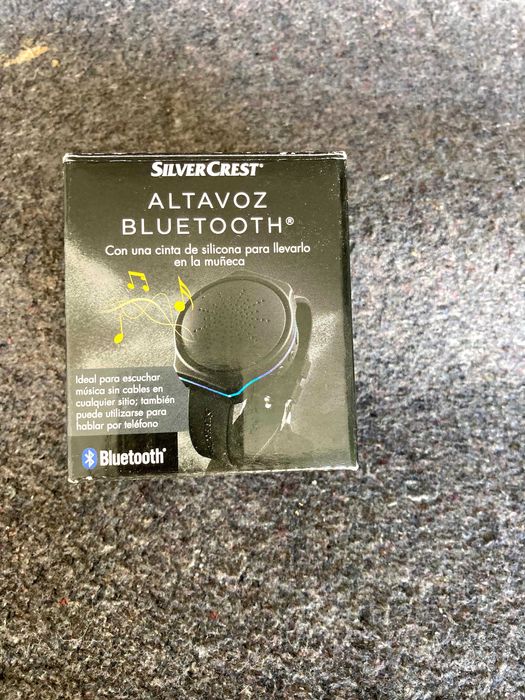 SILVERCREST®
ALTAVOZ
BLUETOOTH®
Con una cinta de silicona para llevarlo
en la muñeca
Ideal para escuchar
música sin cables en
cualquier sitio; también
puede utilizarse para
hablar por teléfono
Bluetooth®